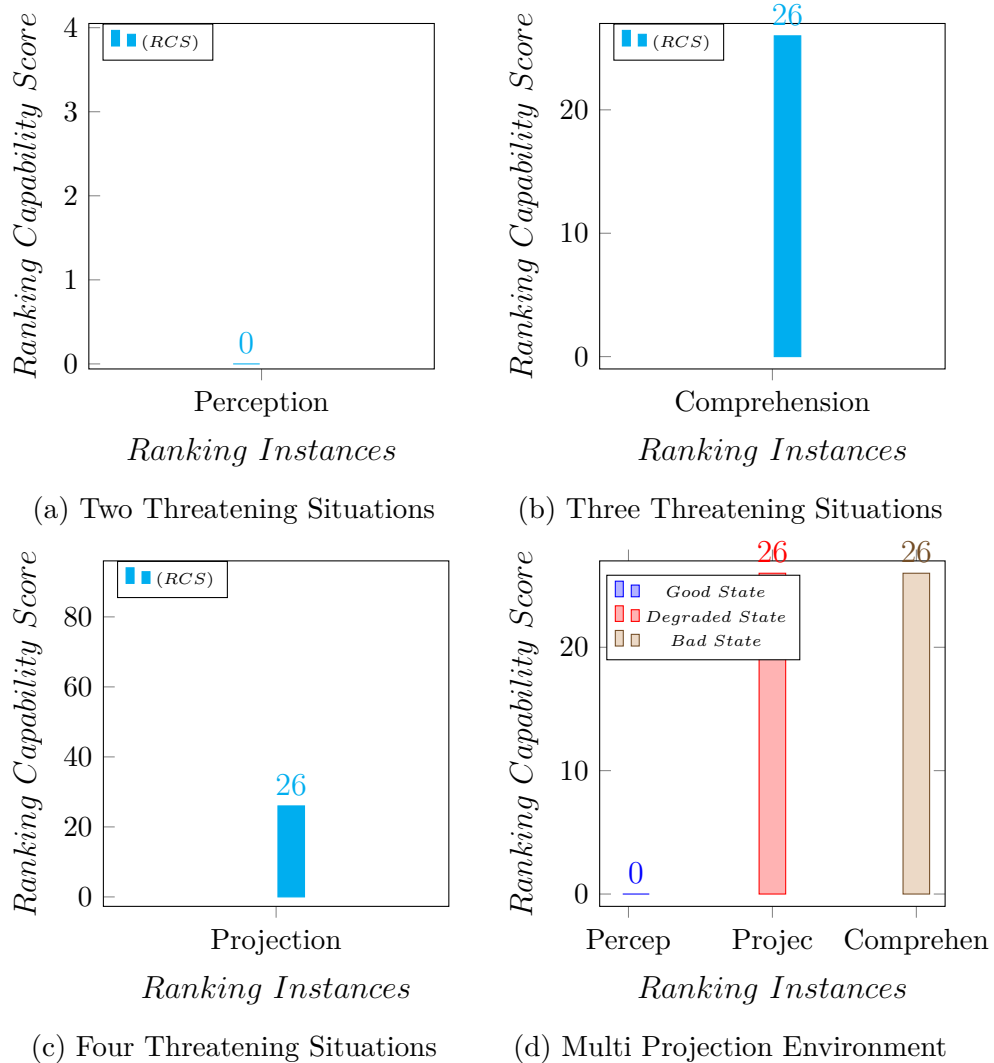 Ranking Capability Score
4
3
2
1
0
(RCS)
0
Perception
Ranking Instances
(a) Two Threatening Situations
Ranking Capability Score
20
10
0
(RCS)
26
Comprehension
Ranking Instances
(b) Three Threatening Situations
Ranking Capability Score
80
60
40
20
0
(RCS)
26
Projection
Ranking Instances
(c) Four Threatening Situations
Ranking Capability Score
20
10
0
26
26
Good State
Degraded State
Bad State
0
Percep Projec Comprehen
Ranking Instances
(d) Multi Projection Environment